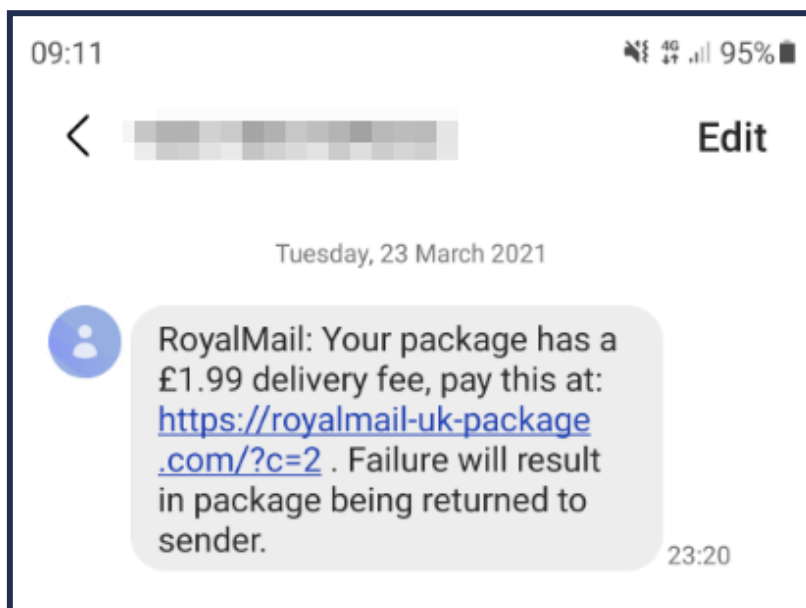 09:11 4G 95%
Edit
Tuesday, 23 March 2021
RoyalMail: Your package has a
£1.99 delivery fee, pay this at:
https://royalmail-uk-package
.com/?c=2 . Failure will result
in package being returned to
sender.
23:20